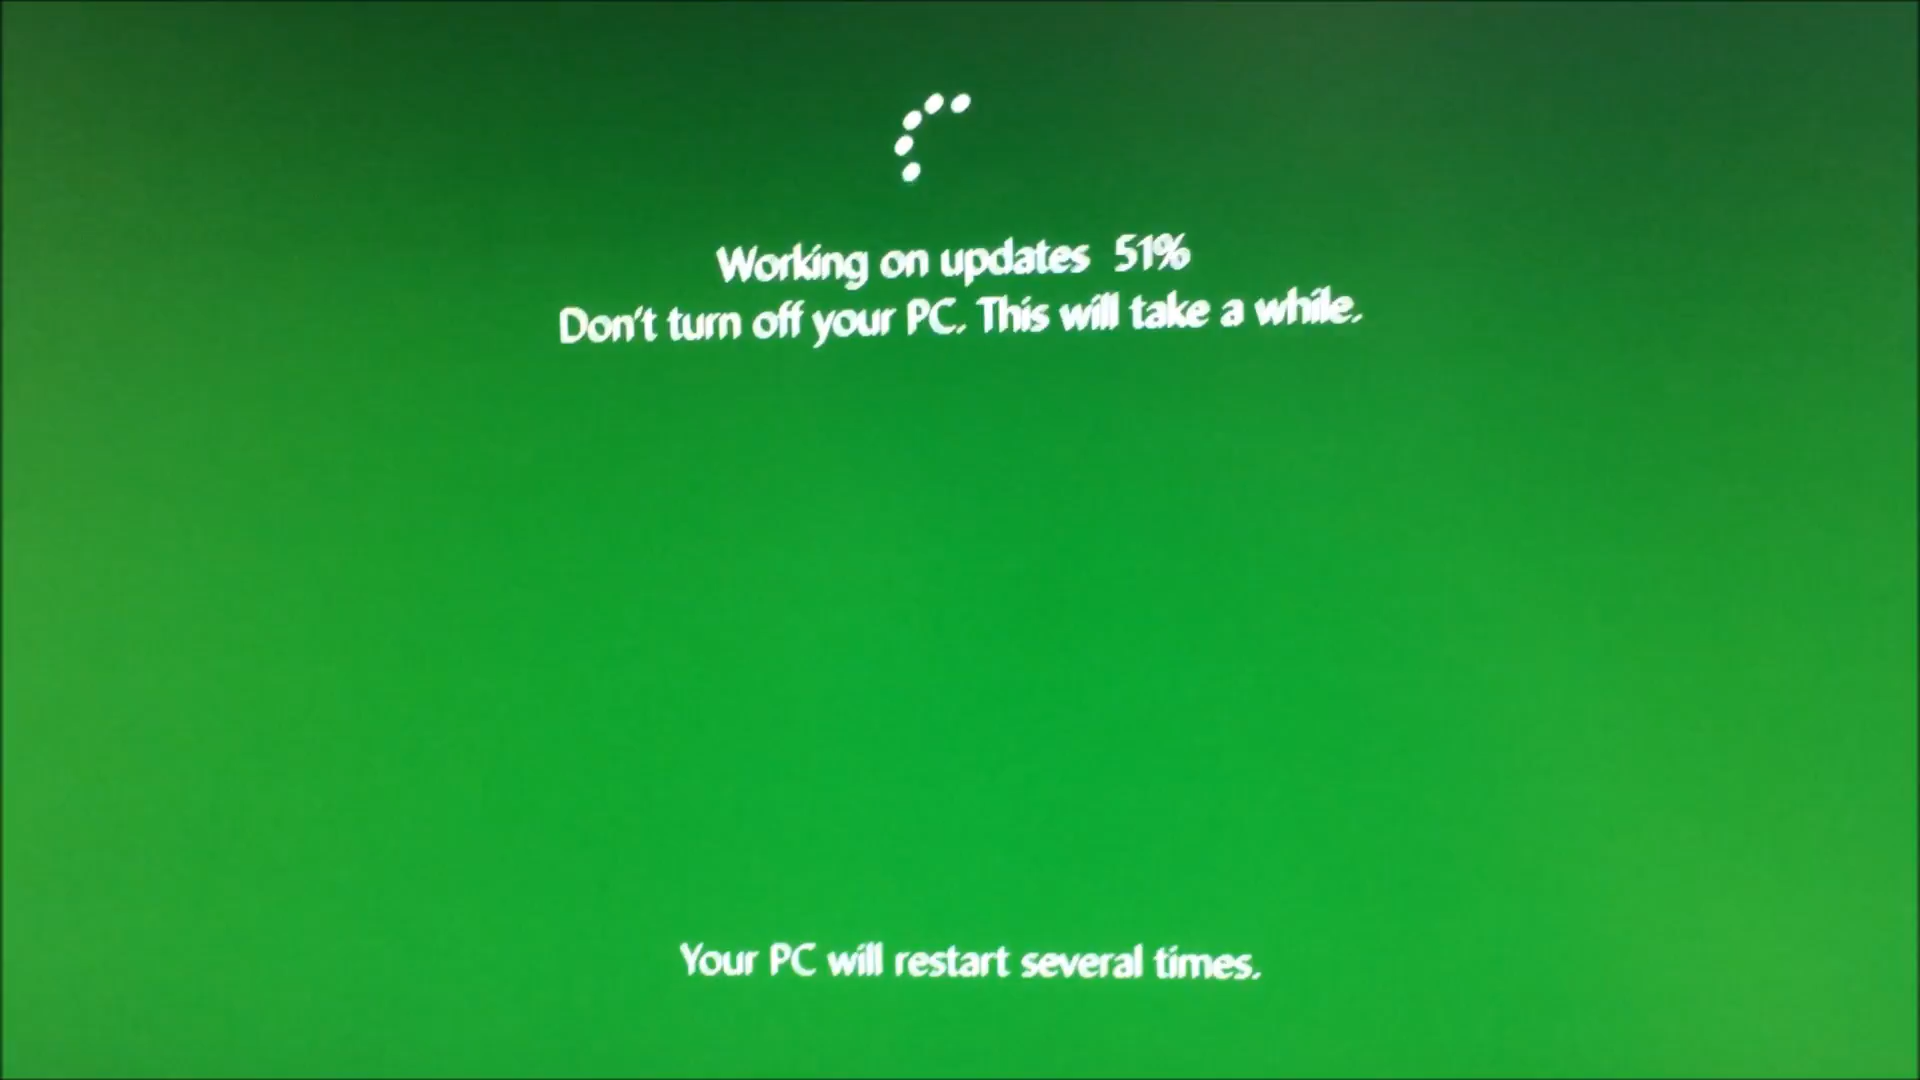 Working on updates 51%
Don't turn off your PC. This will take a while.
Your PC will restart several times.